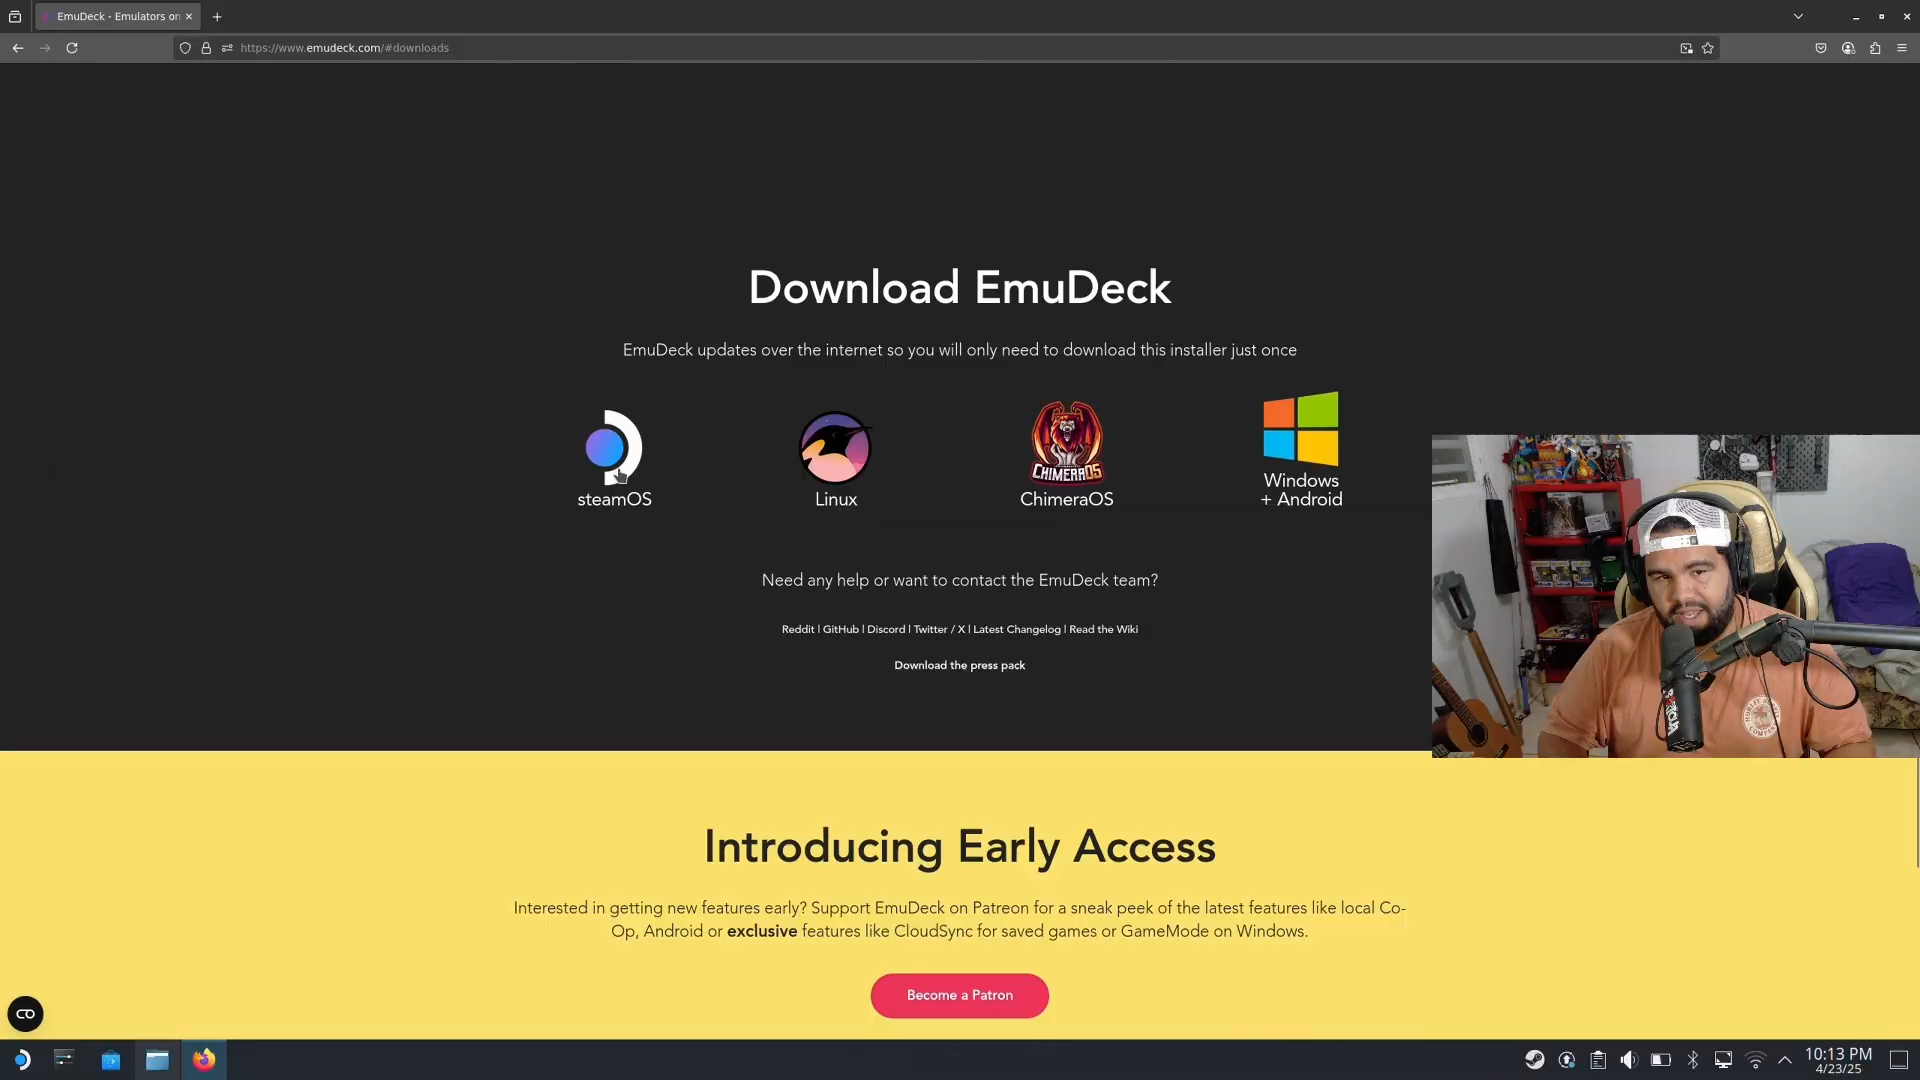 EmuDeck - Emulators on
https://www.emudeck.com/#downloads
Download EmuDeck
EmuDeck updates over the internet so you will only need to download this installer just once
CHIMERAOS
steamOS
Linux
ChimeraOS
Windows
+ Android
Need any help or want to contact the EmuDeck team?
Reddit | GitHub | Discord | Twitter / X | Latest Changelog | Read the Wiki
Download the press pack
Introducing Early Access
Interested in getting new features early? Support EmuDeck on Patreon for a sneak peek of the latest features like local Co-
Op, Android or exclusive features like CloudSync for saved games or GameMode on Windows.
Become a Patron
10:13 PM
4/23/25